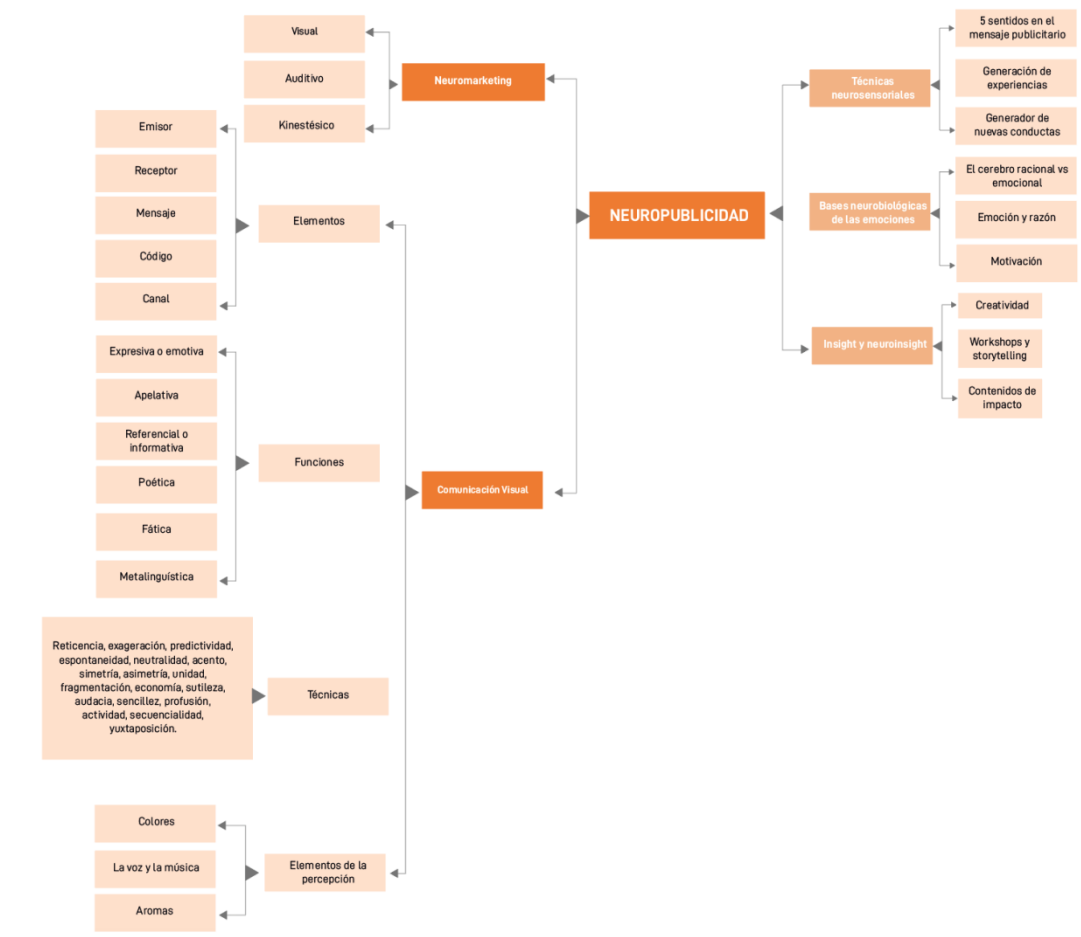 NEUROPUBLICIDAD
Neuromarketing
Visual
Auditivo
Kinestésico
Comunicación Visual
Elementos
Emisor
Receptor
Mensaje
Código
Canal
Funciones
Expresiva o emotiva
Apelativa
Referencial o
informativa
Poética
Fática
Metalinguística
Técnicas
Reticencia, exageración, predictividad,
espontaneidad, neutralidad, acento,
simetría, asimetría, unidad,
fragmentación, economía, sutileza,
audacia, sencillez, profusión,
actividad, secuencialidad,
yuxtaposición.
Elementos de la
percepción
Colores
La voz y la música
Aromas
Técnicas
neurosensoriales
5 sentidos en el
mensaje publicitario
Generación de
experiencias
Generador de
nuevas conductas
Bases neurobiológicas
de las emociones
El cerebro racional vs
emocional
Emoción y razón
Motivación
Insight y neuroinsight
Creatividad
Workshops y
storytelling
Contenidos de
impacto